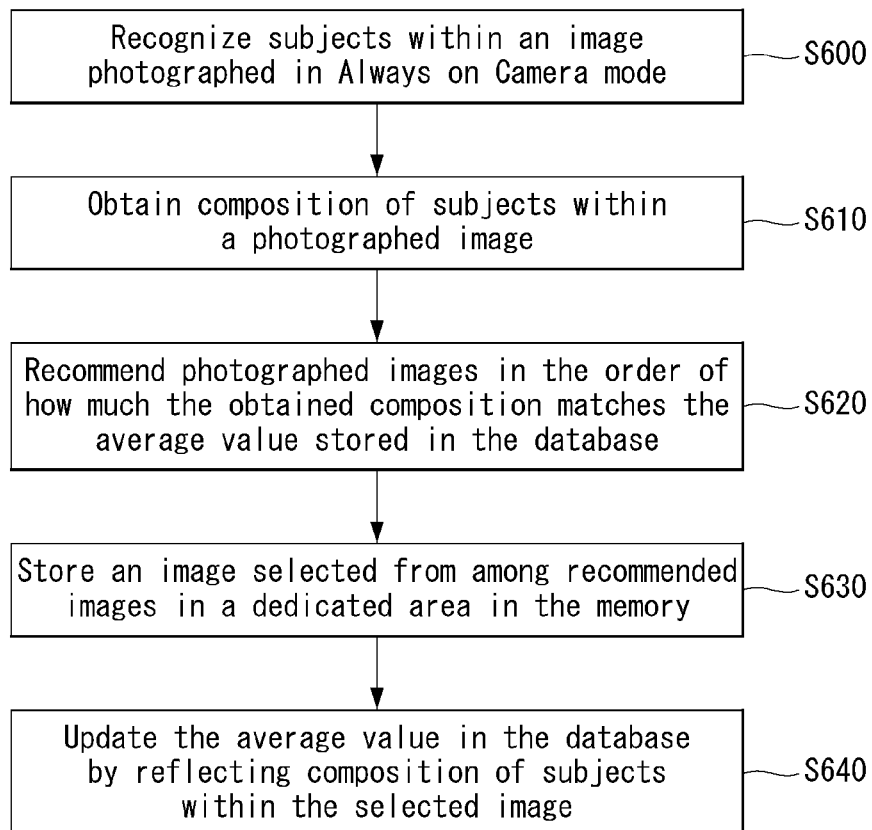 Recognize subjects within an image
photographed in Always on Camera mode
S600
Obtain composition of subjects within
a photographed image
S610
Recommend photographed images in the order of
how much the obtained composition matches the
average value stored in the database
S620
Store an image selected from among recommended
images in a dedicated area in the memory
S630
Update the average value in the database
by reflecting composition of subjects
within the selected image
S640